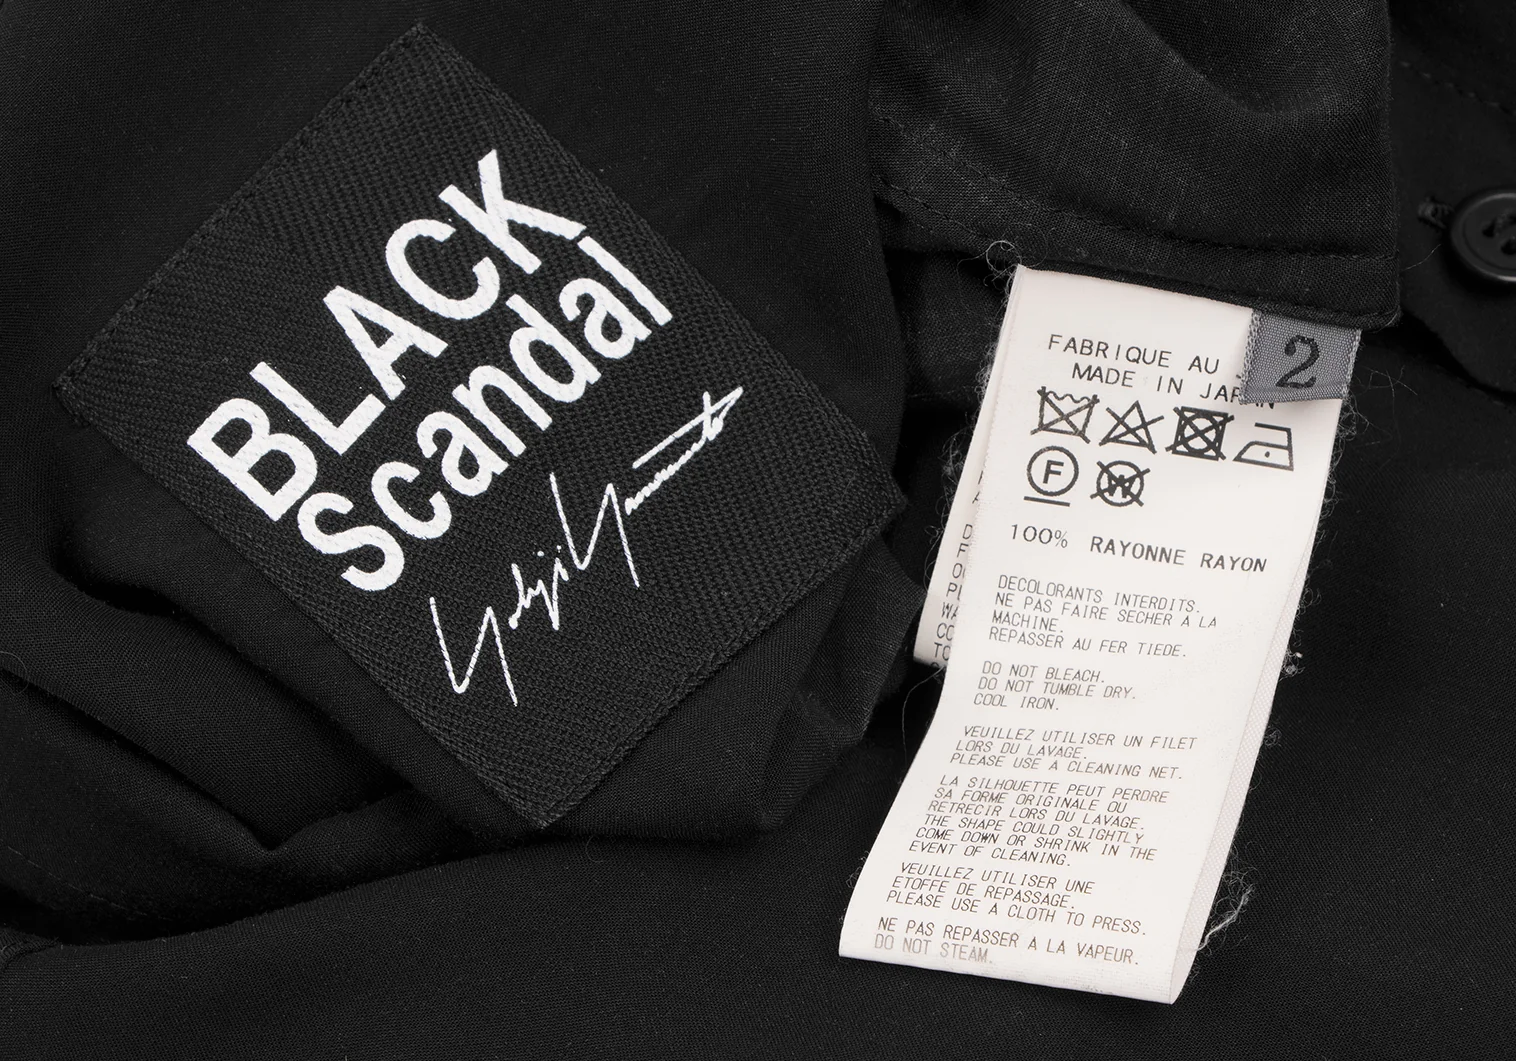 BLACK
Scandal
Yohji Yamamoto
2
FABRIQUE AU
MADE IN JAPAN
F
W
100% RAYONNE RAYON
DECOLORANTS INTERDITS.
NE PAS FAIRE SECHER A LA
MACHINE.
REPASSER AU FER TIEDE.
DO NOT BLEACH.
DO NOT TUMBLE DRY.
COOL IRON.
VEUILLEZ UTILISER UN FILET
LORS DU LAVAGE.
PLEASE USE A CLEANING NET.
LA SILHOUETTE PEUT PERDRE
SA FORME ORIGINALE OU
RETRECIR LORS DU LAVAGE.
THE SHAPE COULD SLIGHTLY
COME DOWN OR SHRINK IN THE
EVENT OF CLEANING.
VEUILLEZ UTILISER UNE
ETOFFE DE REPASSAGE.
PLEASE USE A CLOTH TO PRESS.
NE PAS REPASSER A LA VAPEUR.
DO NOT STEAM.